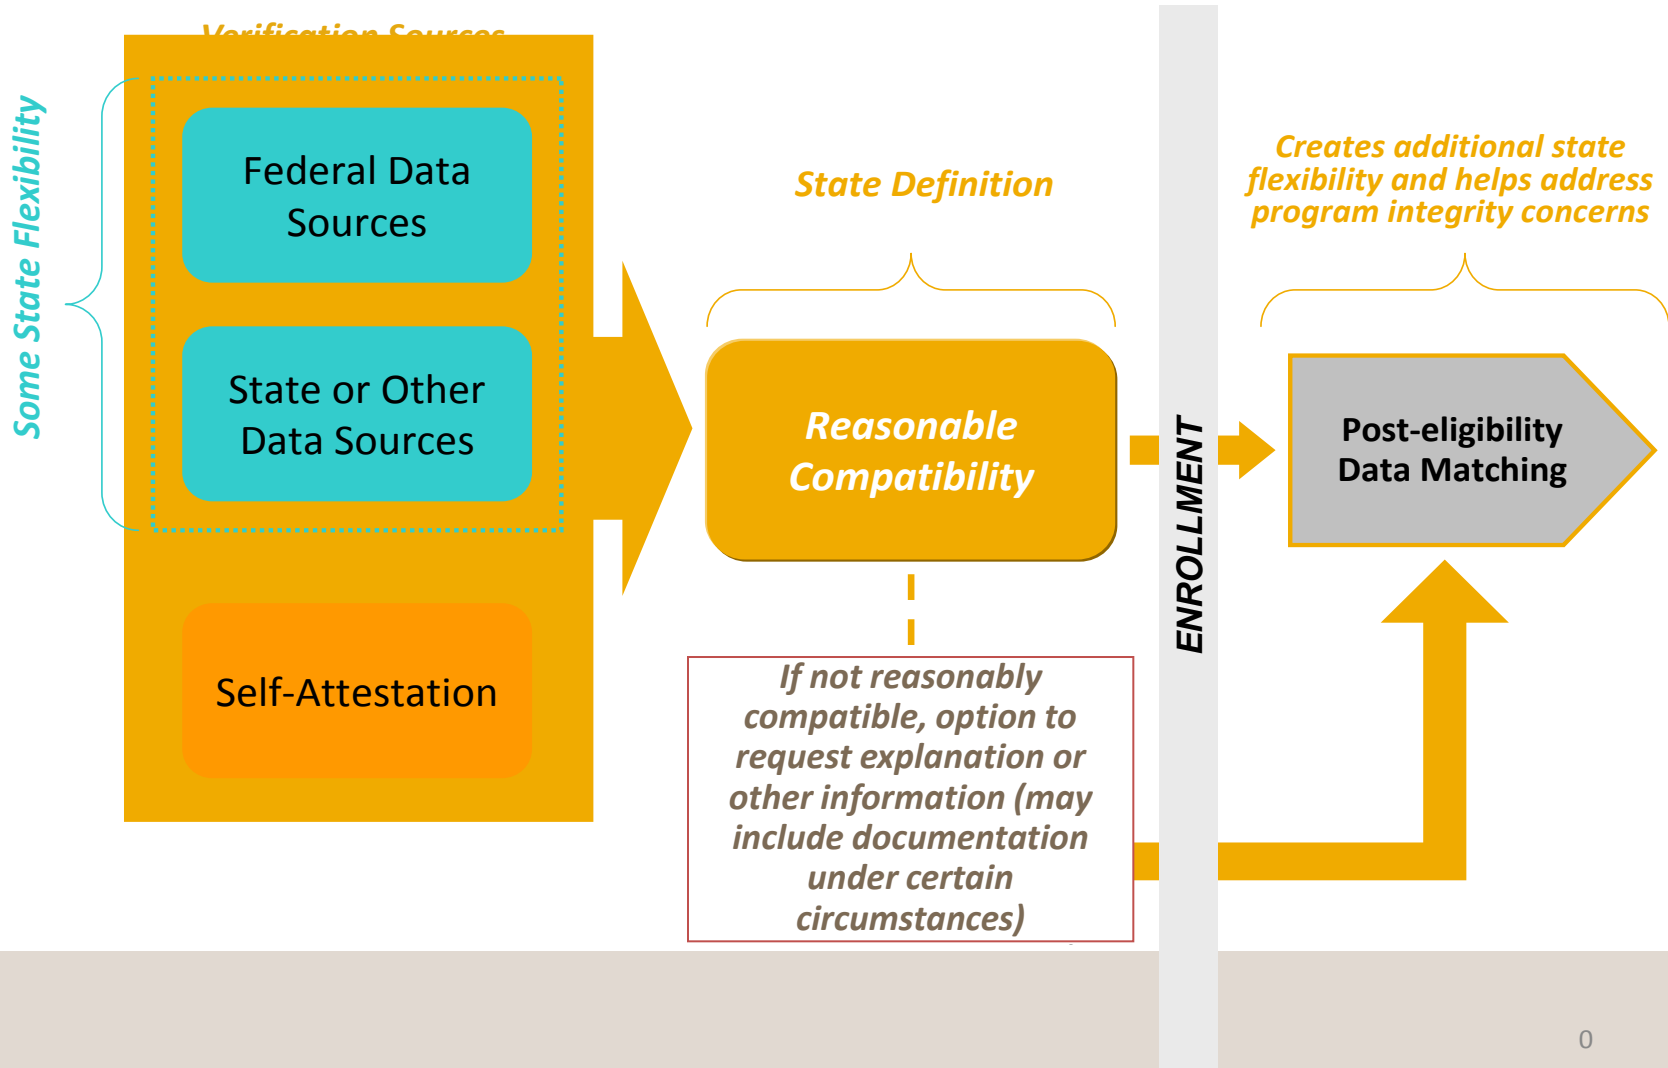 Verification Sources
Some State Flexibility
Federal Data
Sources
State or Other
Data Sources
Self-Attestation
State Definition
Reasonable
Compatibility
If not reasonably
compatible, option to
request explanation or
other information (may
include documentation
under certain
circumstances)
ENROLLMENT
Creates additional state
flexibility and helps address
program integrity concerns
Post-eligibility
Data Matching
0